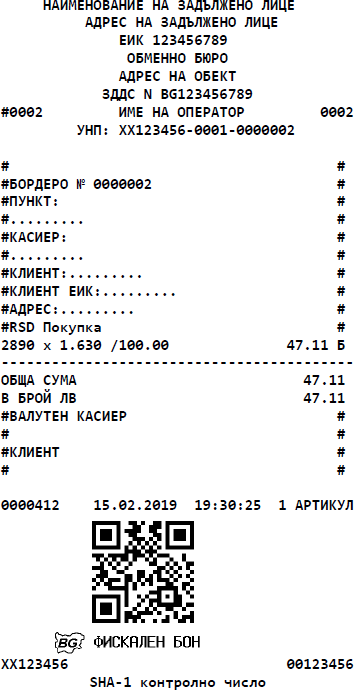 НАИМЕНОВАНИЕ НА ЗАДЪЛЖЕНО ЛИЦЕ
АДРЕС НА ЗАДЪЛЖЕНО ЛИЦЕ
ЕИК 123456789
ОБМЕННО БЮРО
АДРЕС НА ОБЕКТ
ЗДДС N BG123456789
#0002 ИМЕ НА ОПЕРАТОР 0002
УНП: XX123456-0001-0000002
# #
#БОРДЕРО № 0000002 #
#ПУНКТ: #
#......... #
#КАСИЕР: #
#......... #
#КЛИЕНТ:......... #
#КЛИЕНТ ЕИК:......... #
#АДРЕС:......... #
#RSD Покупка #
2890 x 1.630 /100.00 47.11 Б
------------------------------------------
ОБЩА СУМА 47.11
В БРОЙ ЛВ 47.11
#ВАЛУТЕН КАСИЕР #
# #
#КЛИЕНТ #
# #
0000412 15.02.2019 19:30:25 1 АРТИКУЛ
BG ФИСКАЛЕН БОН
XX123456 00123456
SHA-1 контролно число